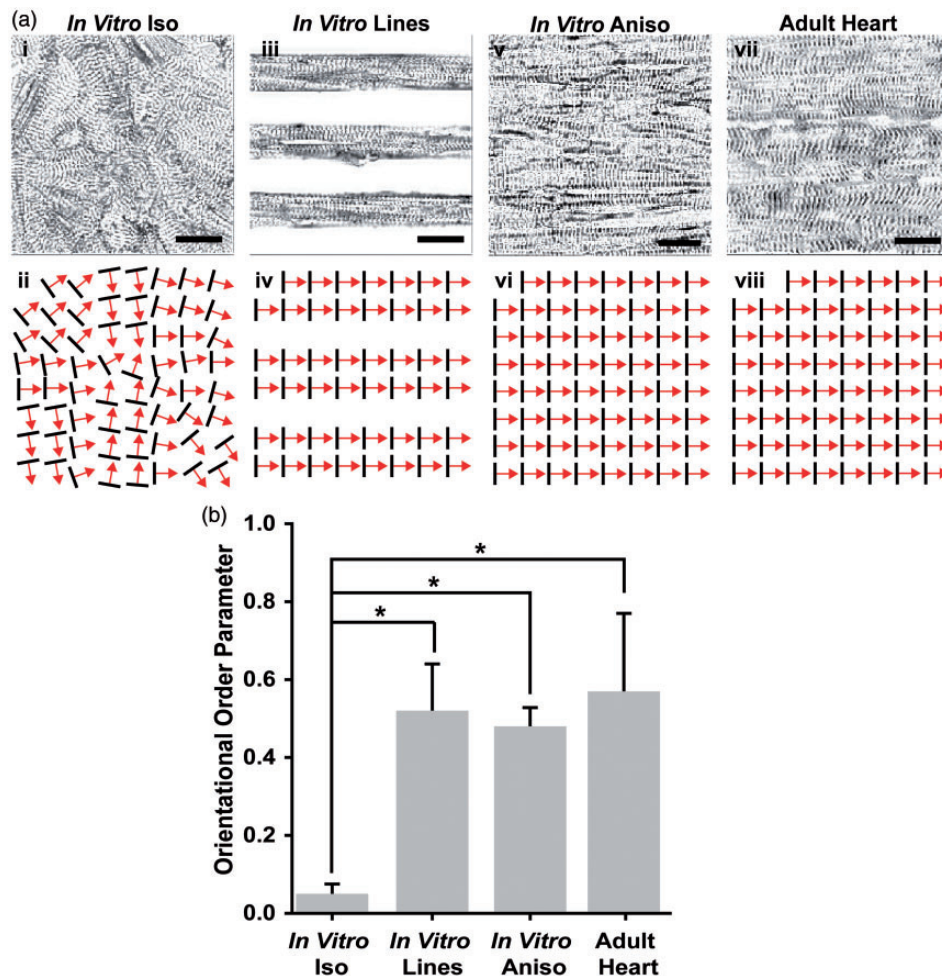 (a)
In Vitro Iso
In Vitro Lines
In Vitro Aniso
Adult Heart
i
iii
v
vii
ii
iv
vi
viii
(b)
Orientational Order Parameter
1.0
0.8
0.6
0.4
0.2
0.0
*
*
*
In Vitro
Iso
In Vitro
Lines
In Vitro
Aniso
Adult
Heart